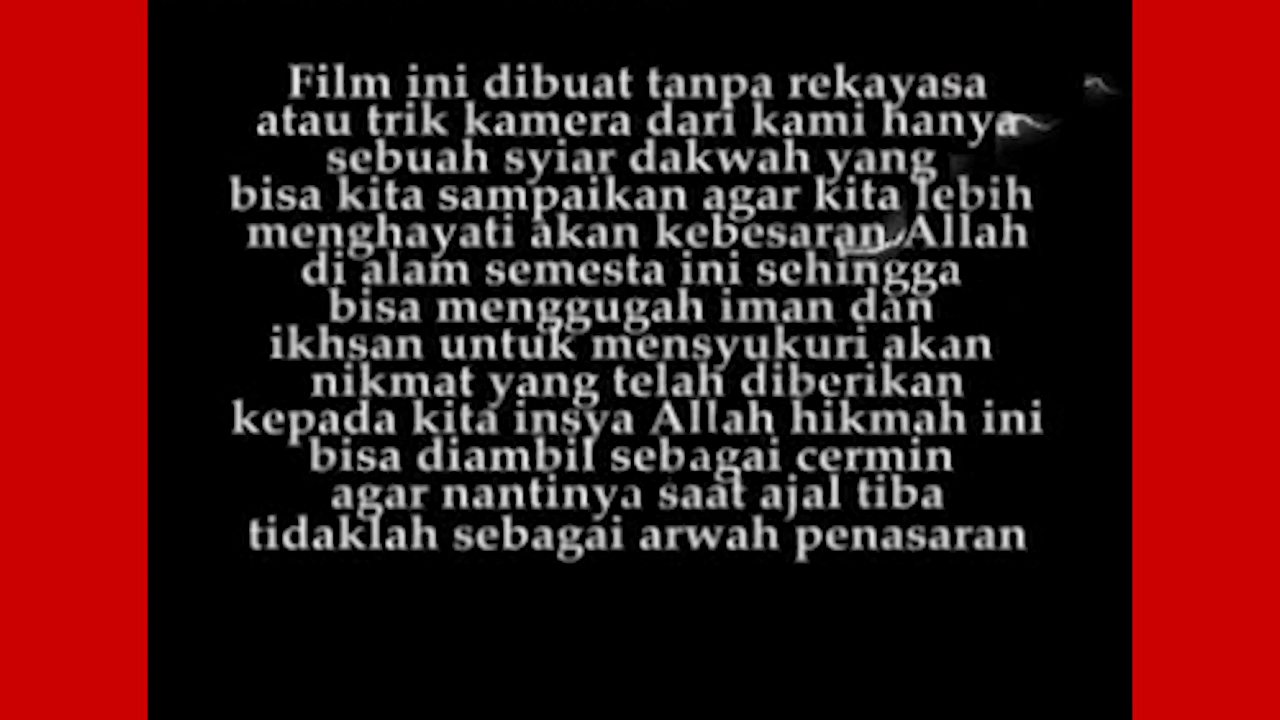 Film ini dibuat tanpa rekayasa
atau trik kamera dari kami hanya
sebuah syiar dakwah yang
bisa kita sampaikan agar kita lebih
menghayati akan kebesaran Allah
di alam semesta ini sehingga
bisa menggugah iman dan
ikhsan untuk mensyukuri akan
nikmat yang telah diberikan
kepada kita insya Allah hikmah ini
bisa diambil sebagai cermin
agar nantinya saat ajal tiba
tidaklah sebagai arwah penasaran